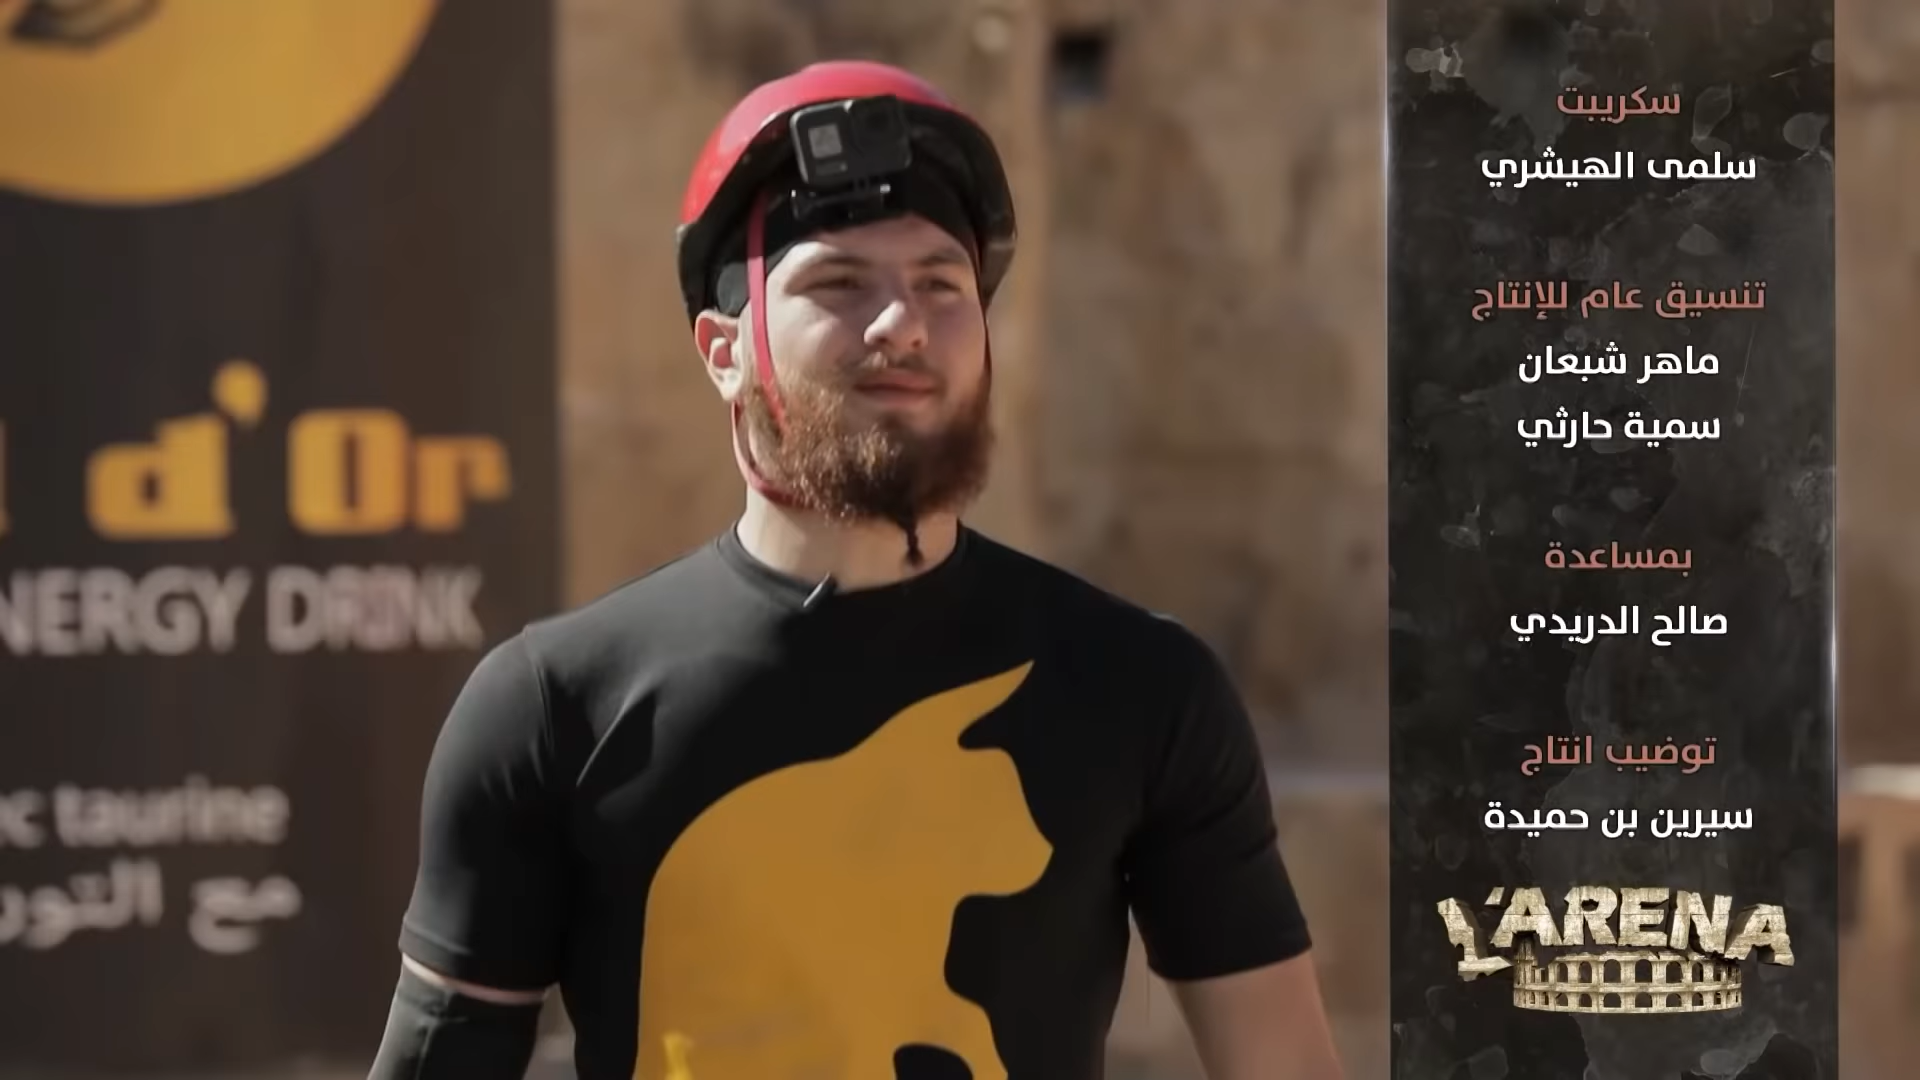 d'Or
ENERGY DRINK
taurine
مع
سكريبت
سلمى الهيشري
تنسيق عام للإنتاج
ماهر شبعان
سمية حارثي
بمساعدة
صالح الدريدي
توضيب انتاج
سيرين بن حميدة
L'ARENA